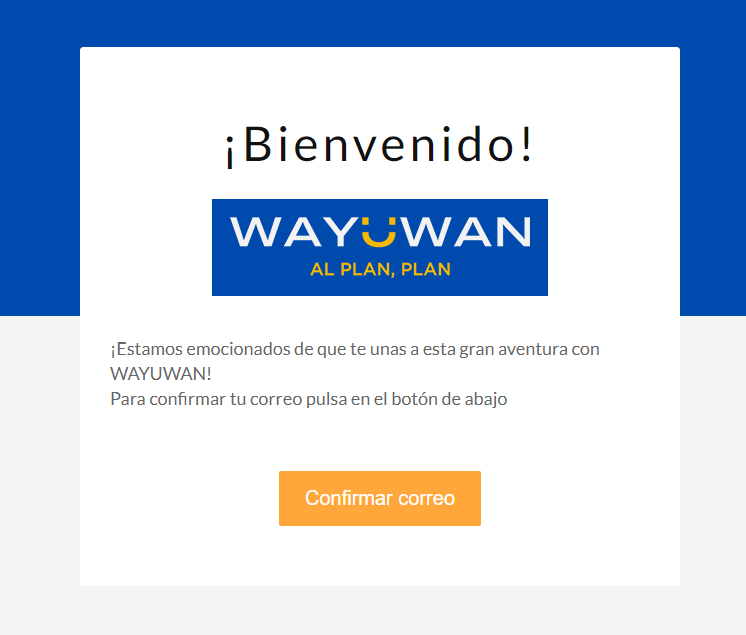 ¡Bienvenido!
WAYÜWAN
AL PLAN, PLAN
¡Estamos emocionados de que te unas a esta gran aventura con
WAYUWAN!
Para confirmar tu correo pulsa en el botón de abajo
Confirmar correo